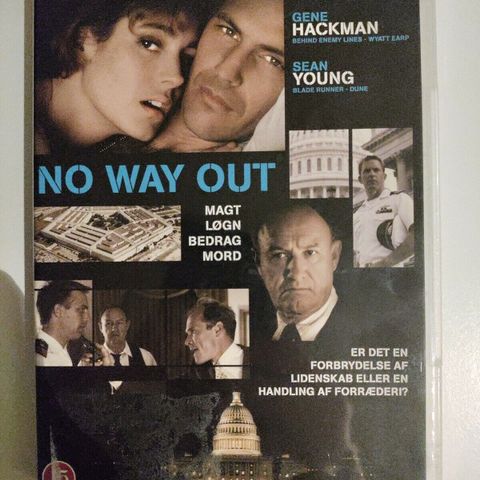 GENE
HACKMAN
BEHIND ENEMY LINES - WYATT EARP
SEAN
YOUNG
BLADE RUNNER - DUNE
NO WAY OUT
MAGT
LØGN
BEDRAG
MORD
ER DET EN
FORBRYDELSE AF
LIDENSKAB ELLER EN
HANDLING AF FORRÆDERI?
15